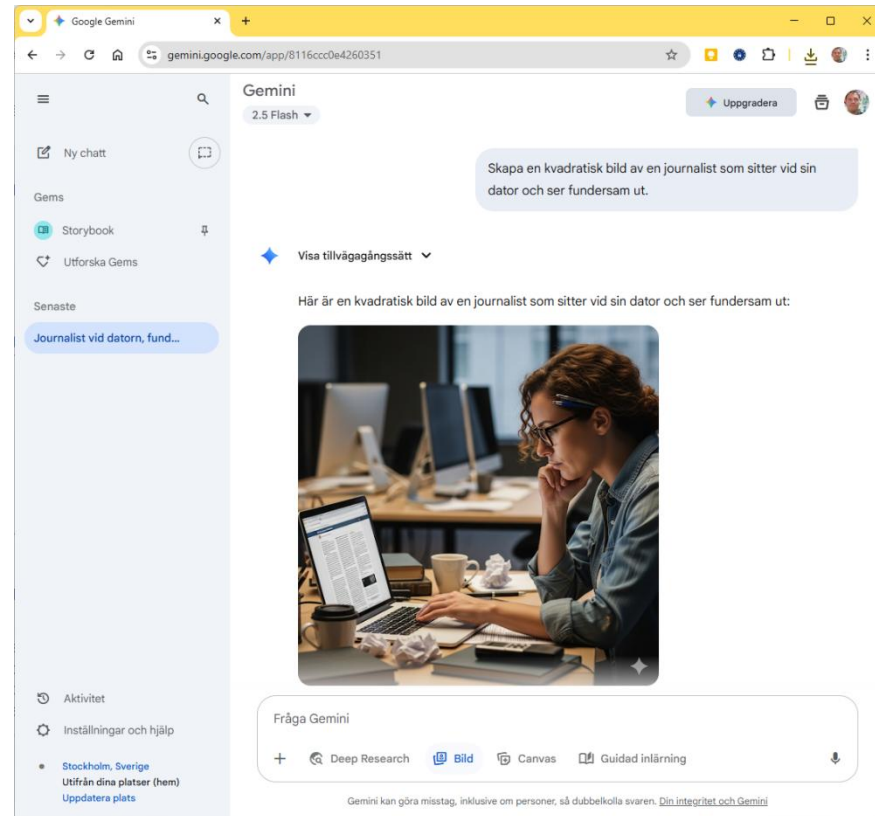 Google Gemini
gemini.google.com/app/8116ccc0e4260351
Gemini
2.5 Flash
Uppgradera
Ny chatt
Gems
Storybook
Utforska Gems
Senaste
Journalist vid datorn, fund...
Skapa en kvadratisk bild av en journalist som sitter vid sin
dator och ser fundersam ut.
Visa tillvägagångssätt
Här är en kvadratisk bild av en journalist som sitter vid sin dator och ser fundersam ut:
Aktivitet
Inställningar och hjälp
Stockholm, Sverige
Utifrån dina platser (hem)
Uppdatera plats
Fråga Gemini
Deep Research
Bild
Canvas
Guidad inlärning
Gemini kan göra misstag, inklusive om personer, så dubbelkolla svaren. Din integritet och Gemini